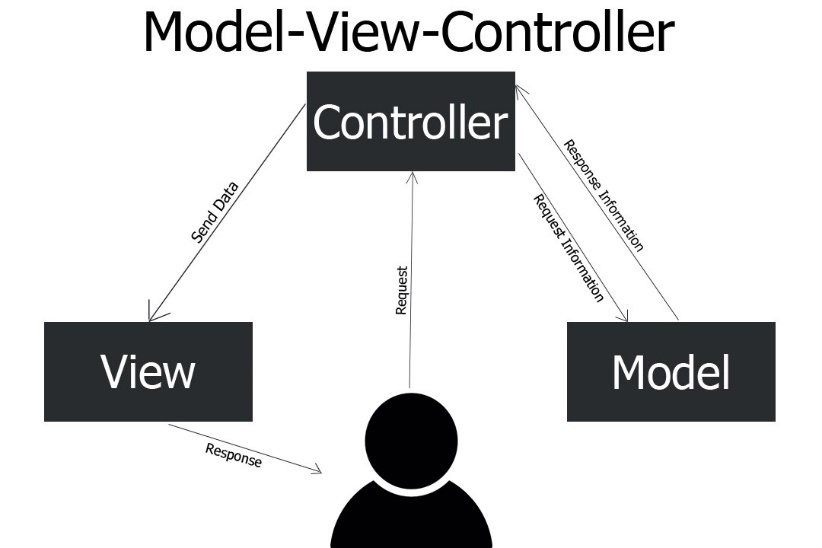 Model-View-Controller
Controller
Send Data
Request
Request Information
Response Information
View
Model
Response